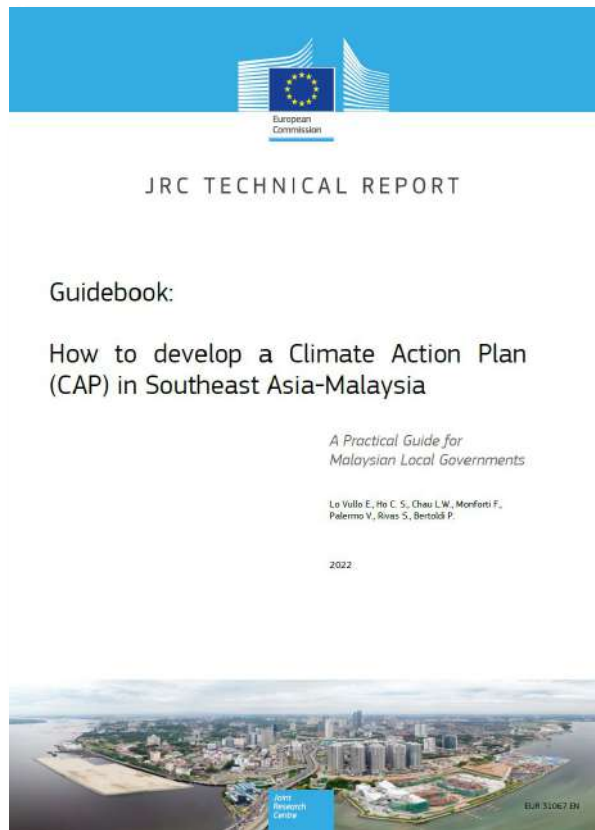 European
Commission
JRC TECHNICAL REPORT
Guidebook:
How to develop a Climate Action Plan
(CAP) in Southeast Asia-Malaysia
A Practical Guide for
Malaysian Local Governments
Lo Vullo E., Ho C. S., Chau L.W., Monforti F.,
Palermo V., Rivas S., Bertoldi P.
2022
Joint
Research
Centre
EUR 31067 EN